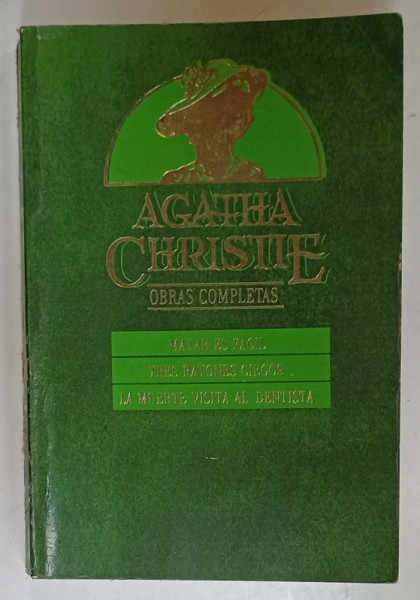 AGATHA
CHRISTIE
OBRAS COMPLETAS
MATAR ES FACIL
TRES RATONES CIEGOS
LA MUERTE VISITA AL DENTISTA